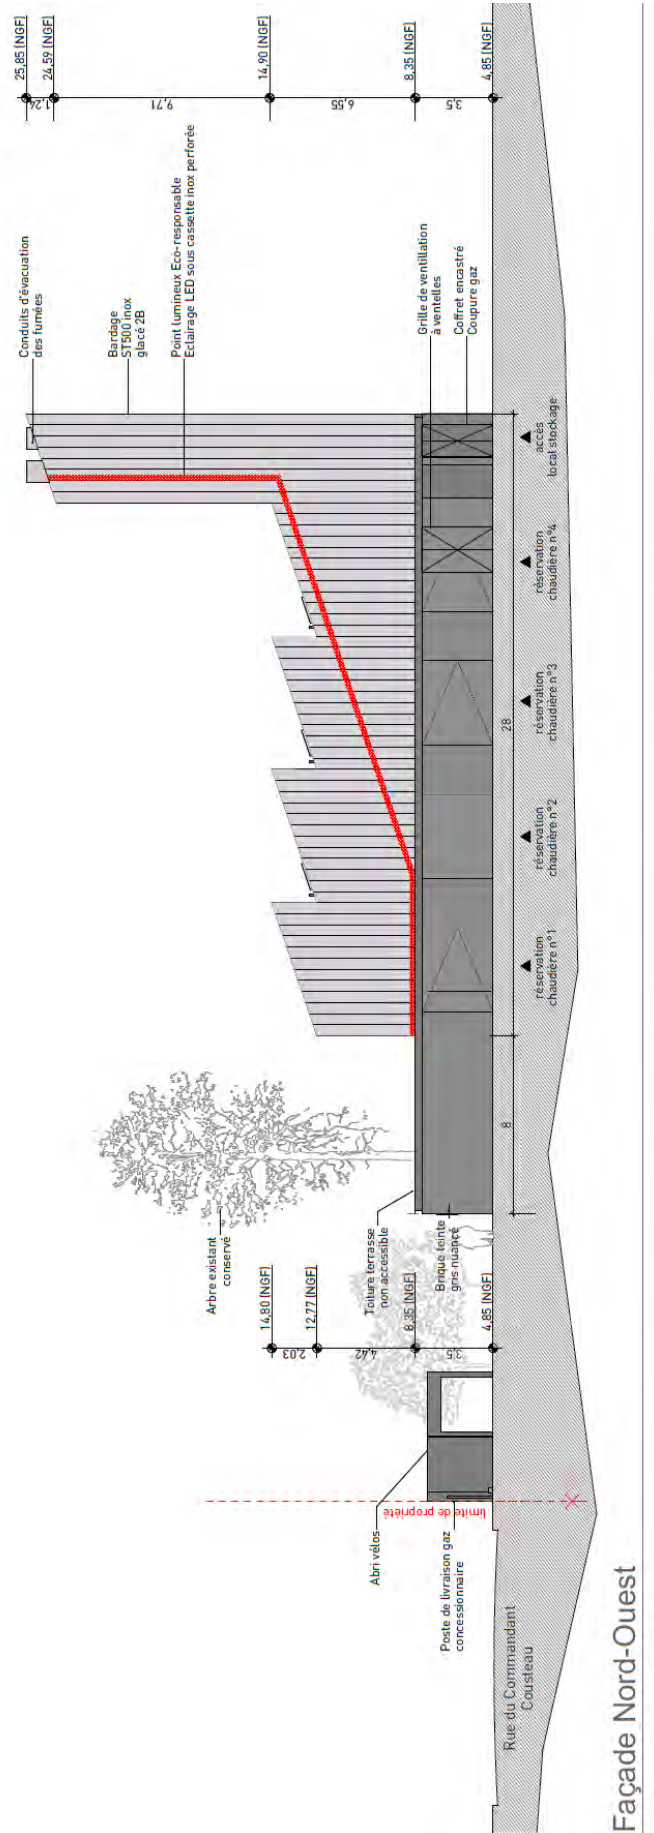 25,85 (NGF)
24,59 (NGF)
14,90 (NGF)
8,35 (NGF)
4,85 (NGF)
1,24
9,71
6,55
3,5
Conduits d'évacuation
des fumées
Bardage
ST500 inox
glacé 2B
Point lumineux Eco-responsable
Eclairage LED sous cassette inox perforée
Grille de ventillation
à ventelles
Coffret encastré
Coupure gaz
accès
local stockage
réservation
chaudière n°4
réservation
chaudière n°3
réservation
chaudière n°2
réservation
chaudière n°1
28
8
Arbre existant
conservé
Toiture terrasse
non accessible
Brique teinte
gris nuancé
14,80 (NGF)
12,77 (NGF)
8,35 (NGF)
4,85 (NGF)
2,03
4,42
3,5
Abri vélos
limite de propriété
Poste de livraison gaz
concessionnaire
Rue du Commandant
Cousteau
Façade Nord-Ouest